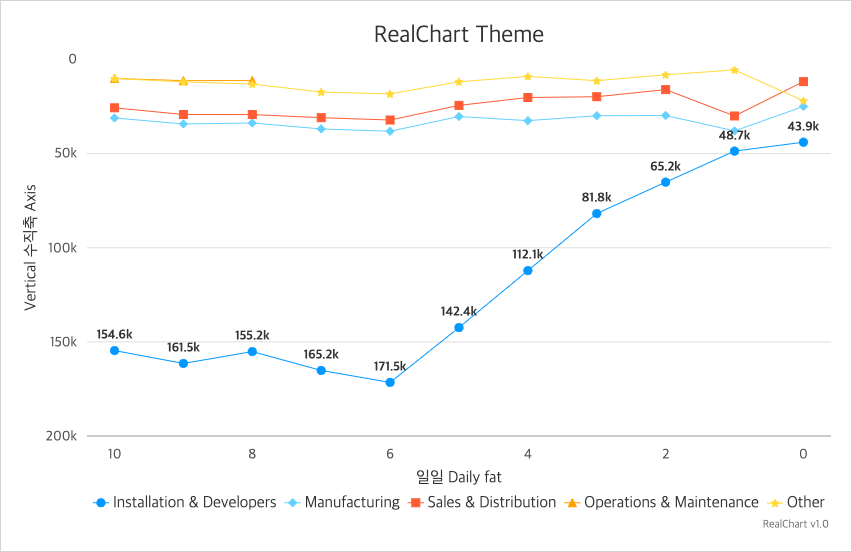 RealChart Theme
0
50k
100k
150k
200k
Vertical 수직축 Axis
154.6k
161.5k
155.2k
165.2k
171.5k
142.4k
112.1k
81.8k
65.2k
48.7k
43.9k
10 8 6 4 2 0
일일 Daily fat
Installation & Developers Manufacturing Sales & Distribution Operations & Maintenance Other
RealChart v1.0